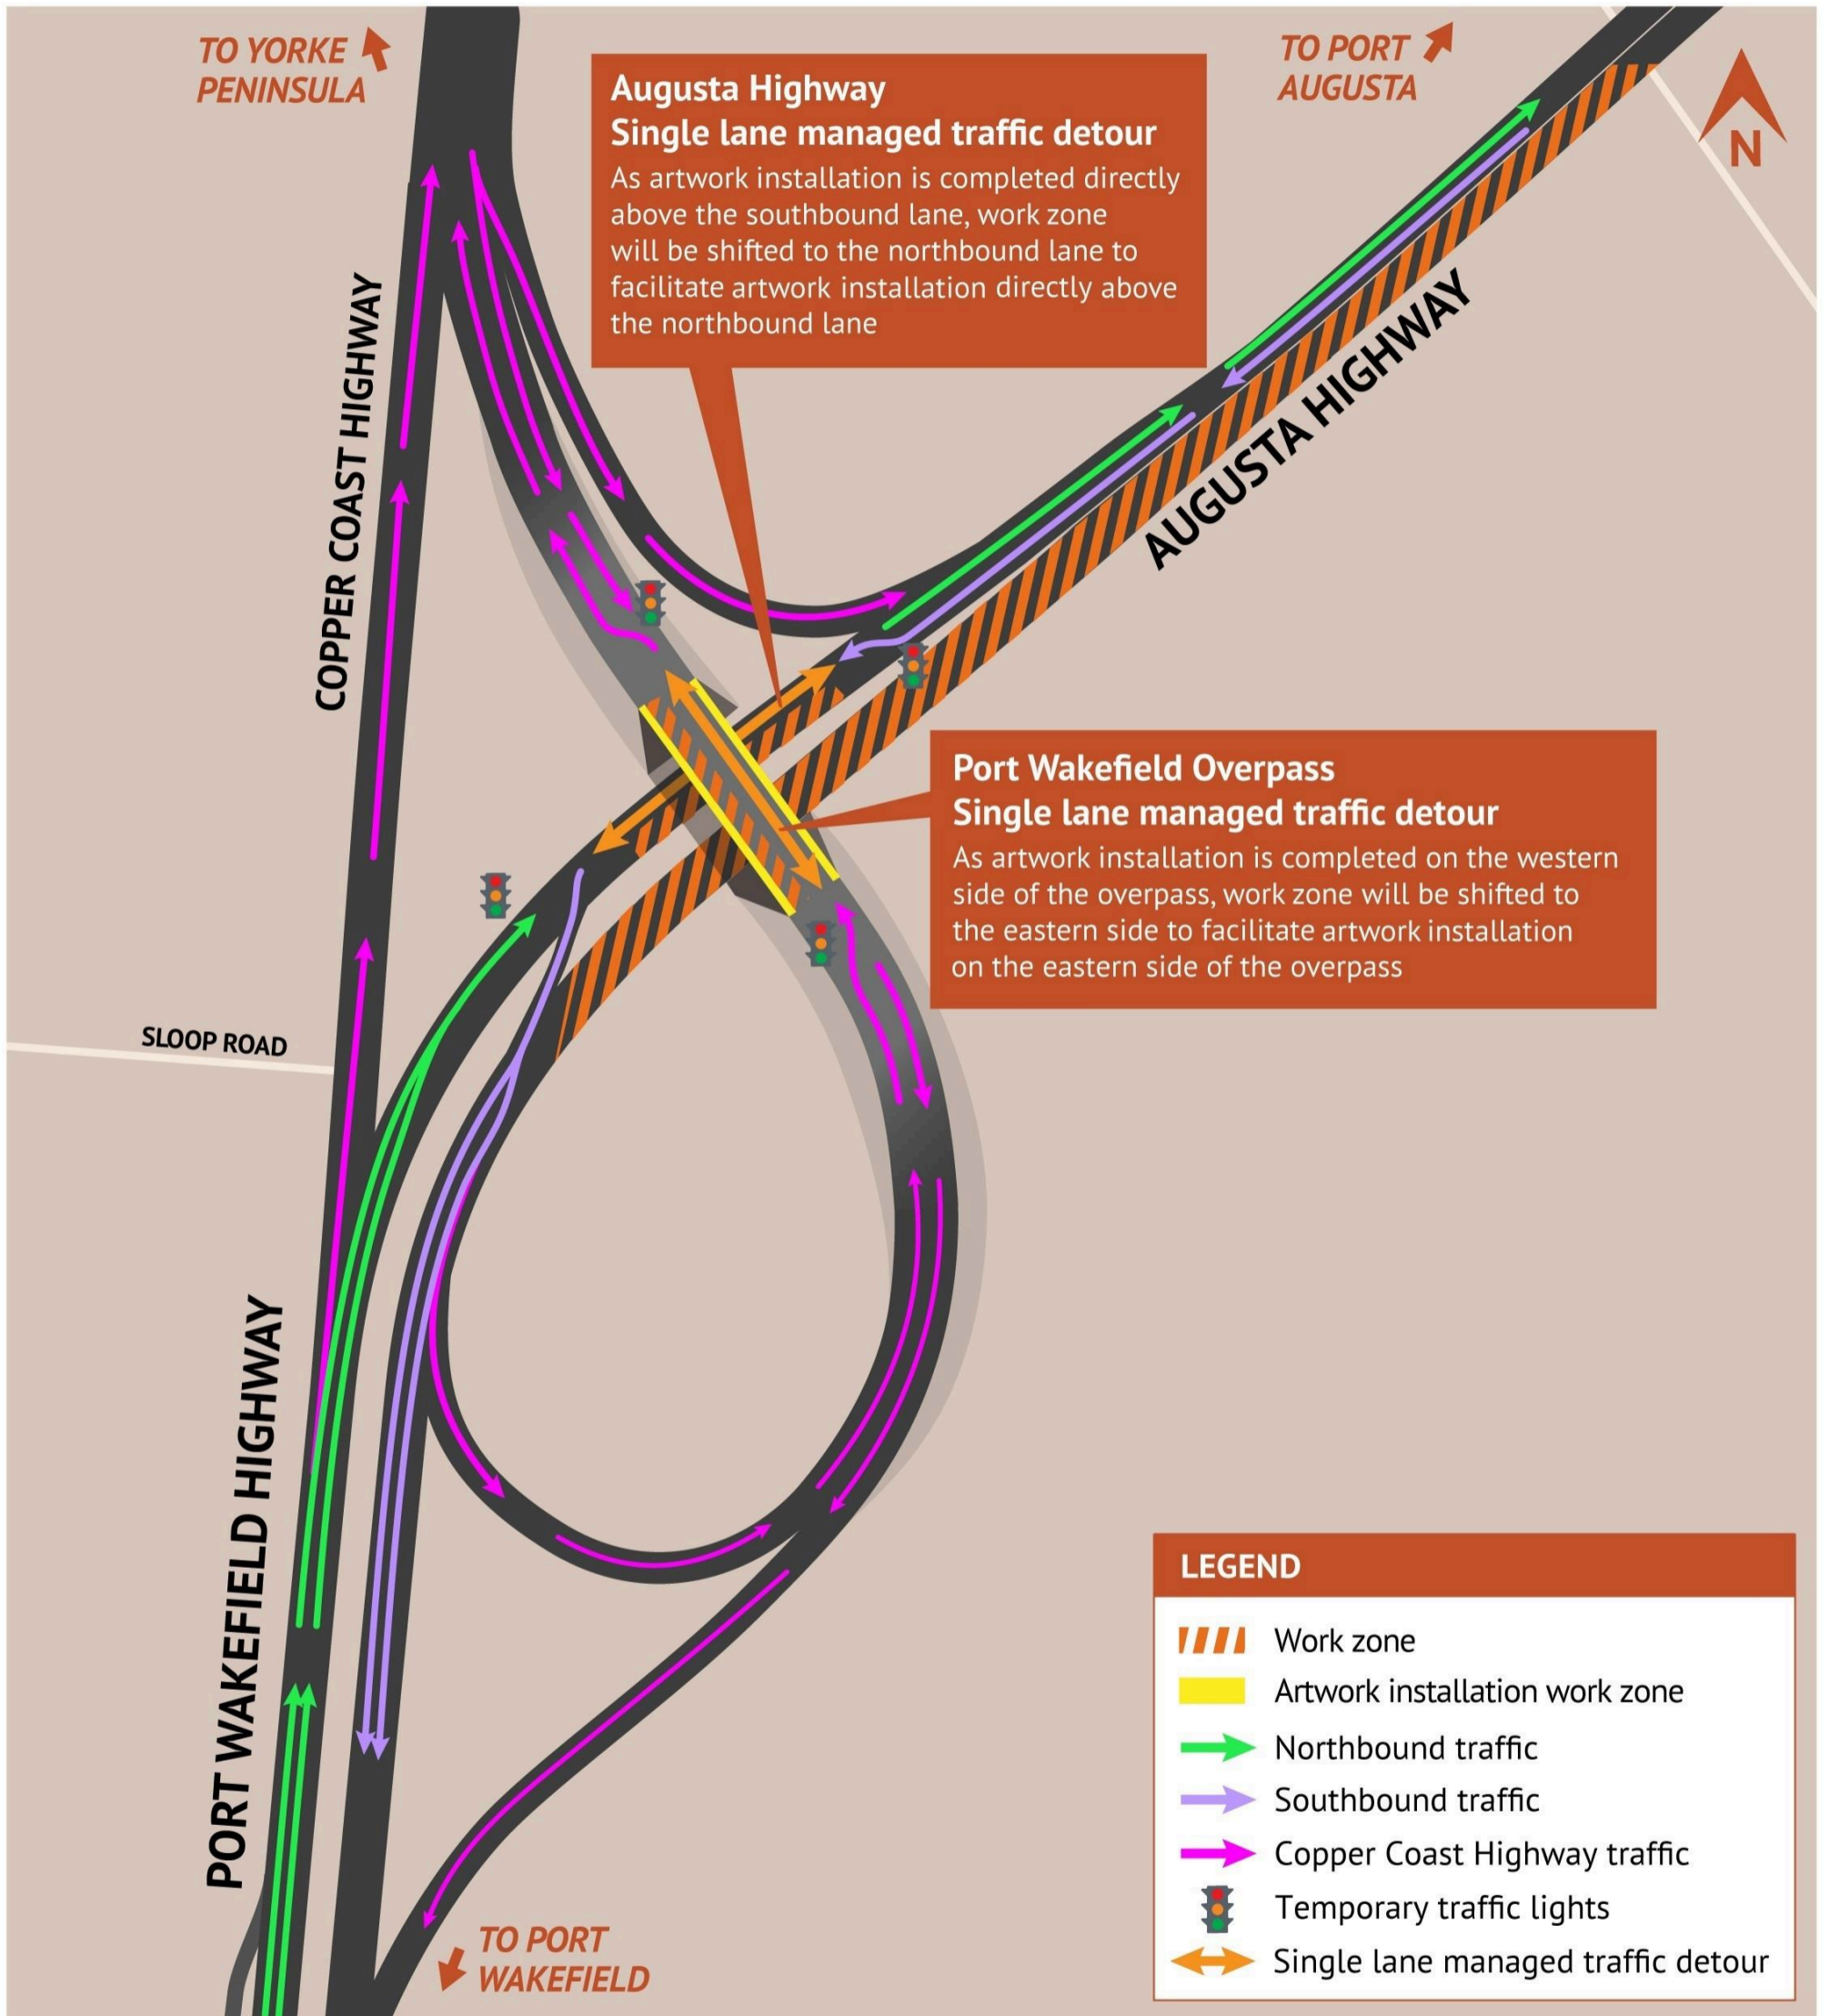 TO YORKE
PENINSULA
TO PORT
AUGUSTA
N
Augusta Highway
Single lane managed traffic detour
As artwork installation is completed directly
above the southbound lane, work zone
will be shifted to the northbound lane to
facilitate artwork installation directly above
the northbound lane
COPPER COAST HIGHWAY
AUGUSTA HIGHWAY
Port Wakefield Overpass
Single lane managed traffic detour
As artwork installation is completed on the western
side of the overpass, work zone will be shifted to
the eastern side to facilitate artwork installation
on the eastern side of the overpass
SLOOP ROAD
PORT WAKEFIELD HIGHWAY
LEGEND
Work zone
Artwork installation work zone
Northbound traffic
Southbound traffic
Copper Coast Highway traffic
Temporary traffic lights
Single lane managed traffic detour
TO PORT
WAKEFIELD